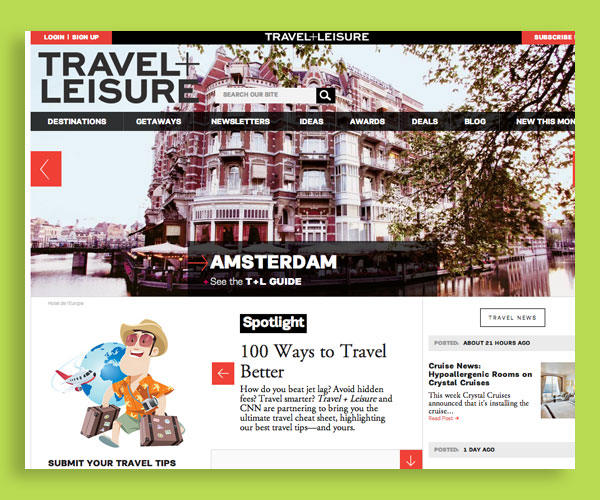 LOGIN | SIGN UP
TRAVEL+LEISURE
SUBSCRIBE
TRAVEL+
LEISURE
SEARCH OUR SITE
DESTINATIONS
GETAWAYS
NEWSLETTERS
IDEAS
AWARDS
DEALS
BLOG
NEW THIS MON
AMSTERDAM
+ See the T+L GUIDE
Hotel de l'Europe
Spotlight
100 Ways to Travel
Better
How do you beat jet lag? Avoid hidden
fees? Travel smarter? Travel + Leisure and
CNN are partnering to bring you the
ultimate travel cheat sheet, highlighting
our best travel tips—and yours.
SUBMIT YOUR TRAVEL TIPS
TRAVEL NEWS
POSTED: ABOUT 21 HOURS AGO
Cruise News:
Hypoallergenic Rooms on
Crystal Cruises
This week Crystal Cruises
announced that it's installing the
cruise...
Read Post
POSTED: 1 DAY AGO